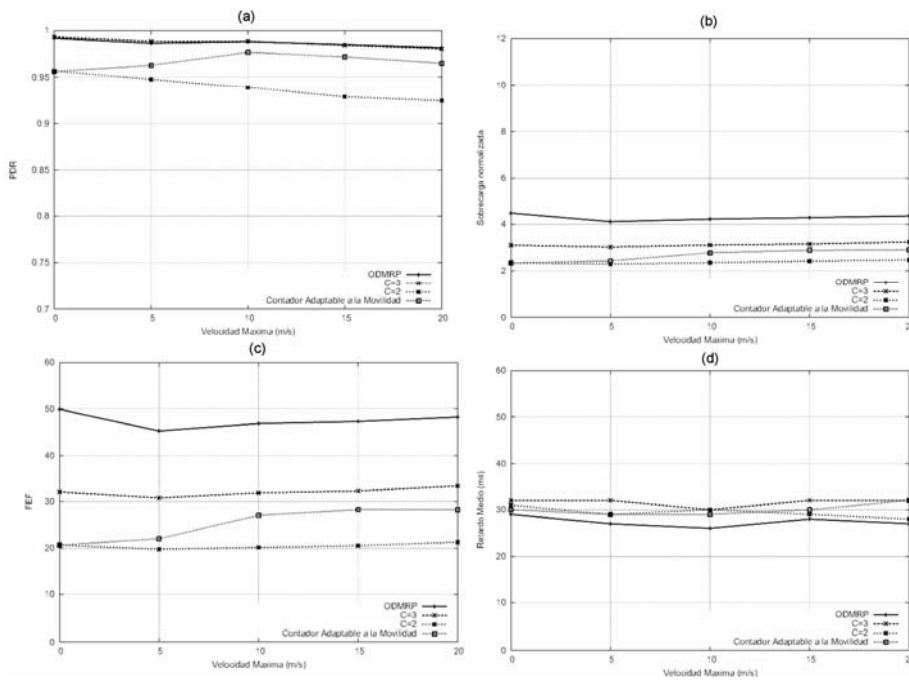 (a)
1
0.95
0.9
0.85
0.8
0.75
0.7
PDR
0
5
10
15
20
Velocidad Maxima (m/s)
ODMRP
C=3
C=2
Contador Adaptable a la Movilidad
(b)
12
10
8
6
4
2
0
Sobrecarga normalizada
0
5
10
15
20
Velocidad Maxima (m/s)
ODMRP
C=3
C=2
Contador Adaptable a la Movilidad
(c)
60
50
40
30
20
10
0
FEF
0
5
10
15
20
Velocidad Maxima (m/s)
ODMRP
C=3
C=2
Contador Adaptable a la Movilidad
(d)
60
50
40
30
20
10
0
Retardo Medio (ms)
0
5
10
15
2
Velocidad Maxima (m/s)
ODMRP
C=3
C=2
Contador Adaptable a la Movilidad